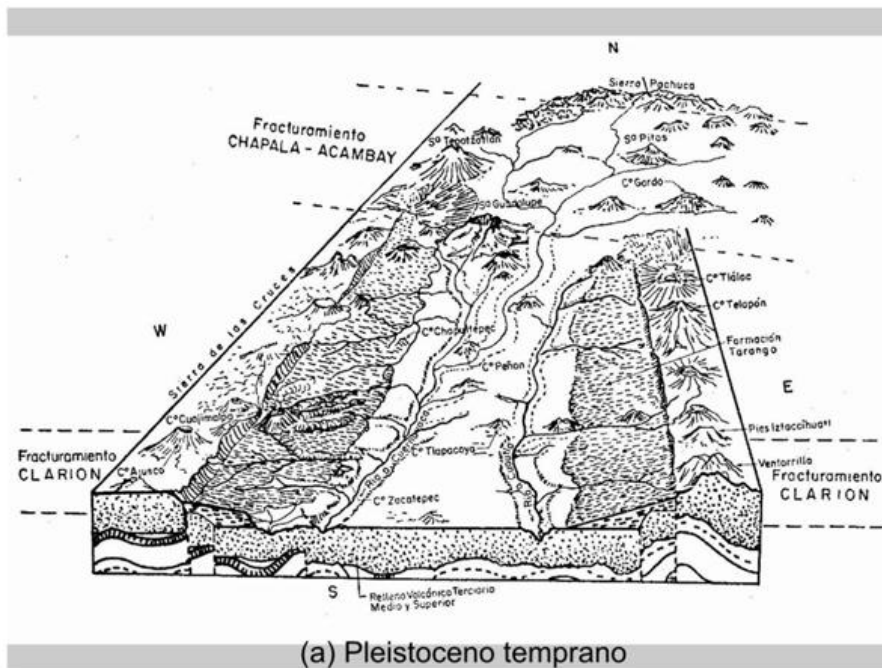 N
Sierra Pachuca
Fracturamiento
CHAPALA - ACAMBAY
Sª Tepotzotlán
Sª Pitos
Cº Gordo
Sª Guadalupe
Sierra de Las Cruces
Cº Tláloc
W
Cº Telapón
Cº Chapultepec
Formación
Tarango
Cº Peñon
E
Cº Cuajimalpa
Pies Iztaccíhuatl
Fracturamiento
CLARION
Cº Tlapacoya
Ventorrillo
Cº Ajusco
Fracturamiento
CLARION
Cº Zacatepec
S
Relleno Volcánico Terciario
Medio y Superior
(a) Pleistoceno temprano